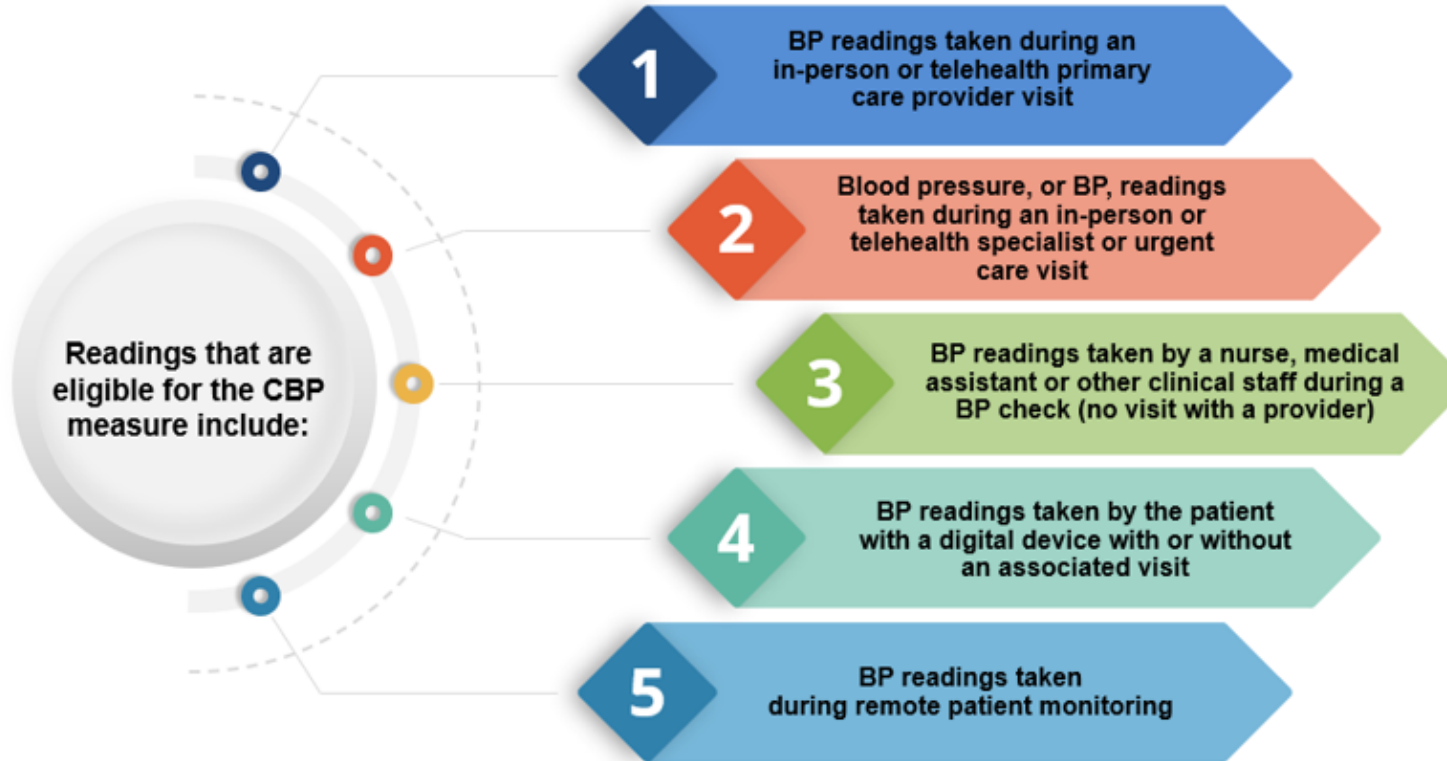 Readings that are
eligible for the CBP
measure include:
1
BP readings taken during an
in-person or telehealth primary
care provider visit
2
Blood pressure, or BP, readings
taken during an in-person or
telehealth specialist or urgent
care visit
3
BP readings taken by a nurse, medical
assistant or other clinical staff during a
BP check (no visit with a provider)
4
BP readings taken by the patient
with a digital device with or without
an associated visit
5
BP readings taken
during remote patient monitoring